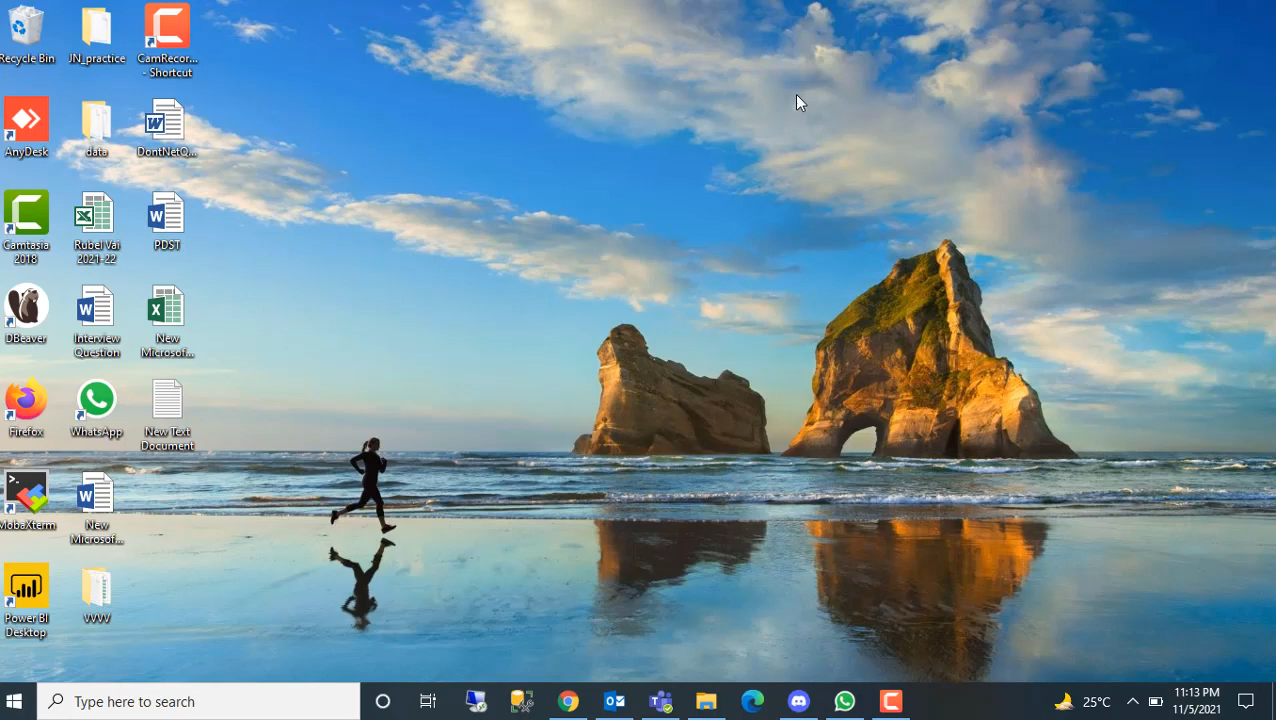 Recycle Bin
JN_practice
CamRecor...
- Shortcut
AnyDesk
data
DontNetQ...
Camtasia
2018
Rubel Vai
2021-22
PDST
DBeaver
Interview
Question
New
Microsof...
Firefox
WhatsApp
New Text
Document
MobaXterm
New
Microsof...
Power BI
Desktop
VVVV
Type here to search
25°C
11:13 PM
11/5/2021